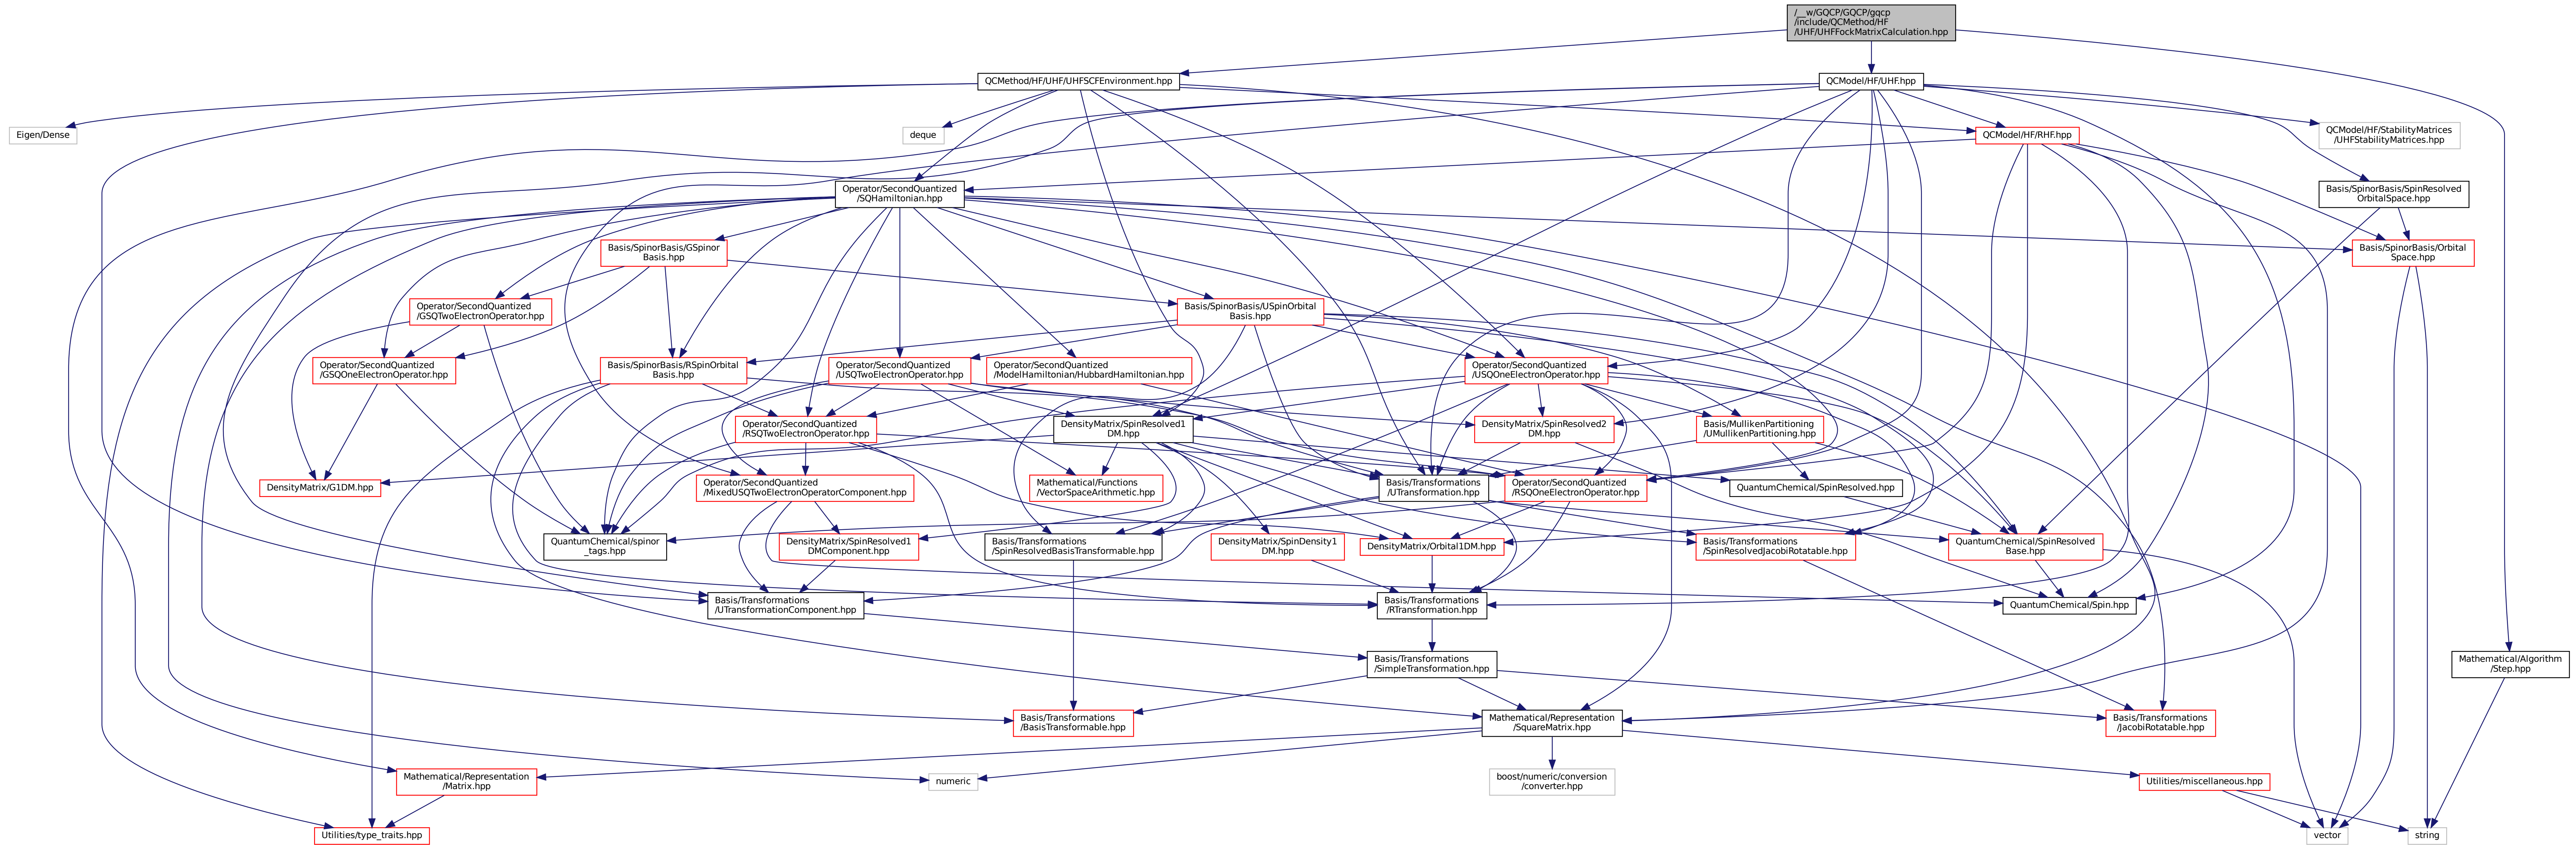 /__w/GQCP/GQCP/gqcp
/include/QCMethod/HF
/UHF/UHFFockMatrixCalculation.hpp
QCMethod/HF/UHF/UHFSCFEnvironment.hpp
QCModel/HF/UHF.hpp
Eigen/Dense
deque
QCModel/HF/RHF.hpp
QCModel/HF/StabilityMatrices
/UHFStabilityMatrices.hpp
Operator/SecondQuantized
/SQHamiltonian.hpp
Basis/SpinorBasis/SpinResolved
OrbitalSpace.hpp
Basis/SpinorBasis/GSpinor
Basis.hpp
Basis/SpinorBasis/Orbital
Space.hpp
Operator/SecondQuantized
/GSQTwoElectronOperator.hpp
Basis/SpinorBasis/USpinOrbital
Basis.hpp
Operator/SecondQuantized
/GSQOneElectronOperator.hpp
Basis/SpinorBasis/RSpinOrbital
Basis.hpp
Operator/SecondQuantized
/USQTwoElectronOperator.hpp
Operator/SecondQuantized
/ModelHamiltonian/HubbardHamiltonian.hpp
Operator/SecondQuantized
/USQOneElectronOperator.hpp
Operator/SecondQuantized
/RSQTwoElectronOperator.hpp
DensityMatrix/SpinResolved1
DM.hpp
DensityMatrix/SpinResolved2
DM.hpp
Basis/MullikenPartitioning
/UMullikenPartitioning.hpp
DensityMatrix/G1DM.hpp
Operator/SecondQuantized
/MixedUSQTwoElectronOperatorComponent.hpp
Mathematical/Functions
/VectorSpaceArithmetic.hpp
Basis/Transformations
/UTransformation.hpp
Operator/SecondQuantized
/RSQOneElectronOperator.hpp
QuantumChemical/SpinResolved.hpp
QuantumChemical/spinor
_tags.hpp
DensityMatrix/SpinResolved1
DMComponent.hpp
Basis/Transformations
/SpinResolvedBasisTransformable.hpp
DensityMatrix/SpinDensity1
DM.hpp
DensityMatrix/Orbital1DM.hpp
Basis/Transformations
/SpinResolvedJacobiRotatable.hpp
QuantumChemical/SpinResolved
Base.hpp
Basis/Transformations
/UTransformationComponent.hpp
Basis/Transformations
/RTransformation.hpp
QuantumChemical/Spin.hpp
Basis/Transformations
/SimpleTransformation.hpp
Mathematical/Algorithm
/Step.hpp
Basis/Transformations
/BasisTransformable.hpp
Mathematical/Representation
/SquareMatrix.hpp
Basis/Transformations
/JacobiRotatable.hpp
Mathematical/Representation
/Matrix.hpp
numeric
boost/numeric/conversion
/converter.hpp
Utilities/miscellaneous.hpp
Utilities/type_traits.hpp
vector
string